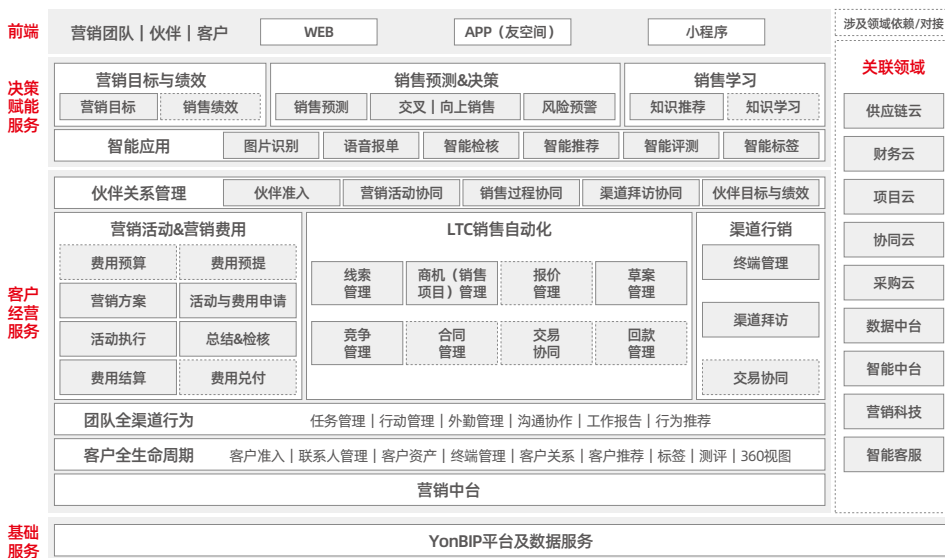 前端
营销团队｜伙伴｜客户
WEB
APP（友空间）
小程序
涉及领域依赖/对接
决策
赋能
服务
营销目标与绩效
营销目标
销售绩效
销售预测&决策
销售预测
交叉｜向上销售
风险预警
销售学习
知识推荐
知识学习
智能应用
图片识别
语音报单
智能检核
智能推荐
智能评测
智能标签
客户
经营
服务
伙伴关系管理
伙伴准入
营销活动协同
销售过程协同
渠道拜访协同
伙伴目标与绩效
营销活动&营销费用
费用预算
费用预提
营销方案
活动与费用申请
活动执行
总结&检核
费用结算
费用兑付
LTC销售自动化
线索
管理
商机（销售
项目）管理
报价
管理
草案
管理
竞争
管理
合同
管理
交易
协同
回款
管理
渠道行销
终端管理
渠道拜访
交易协同
团队全渠道行为
任务管理｜行动管理｜外勤管理｜沟通协作｜工作报告｜行为推荐
客户全生命周期
客户准入｜联系人管理｜客户资产｜终端管理｜客户关系｜客户推荐｜标签｜测评｜360视图
营销中台
关联领域
供应链云
财务云
项目云
协同云
采购云
数据中台
智能中台
营销科技
智能客服
基础
服务
YonBIP平台及数据服务